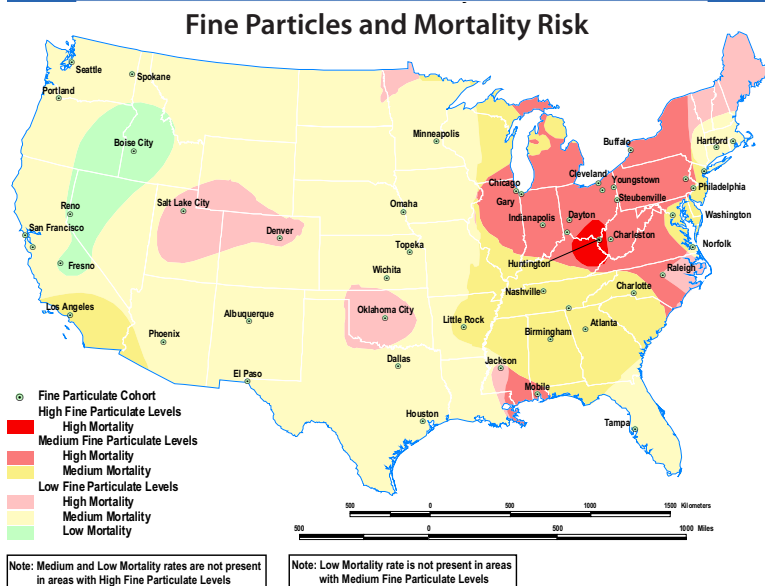 Fine Particles and Mortality Risk
Seattle
Spokane
Portland
Minneapolis
Boise City
Buffalo
Hartford
Chicago
Cleveland
Youngstown
Gary
Steubenville
Philadelphia
Reno
Salt Lake City
Omaha
Indianapolis
Dayton
Washington
San Francisco
Denver
Charleston
Topeka
Norfolk
Fresno
Wichita
Huntington
Raleigh
Nashville
Charlotte
Los Angeles
Albuquerque
Oklahoma City
Little Rock
Atlanta
Phoenix
Birmingham
Dallas
Jackson
El Paso
Mobile
Houston
Tampa
Fine Particulate Cohort
High Fine Particulate Levels
High Mortality
Medium Fine Particulate Levels
High Mortality
Medium Mortality
Low Fine Particulate Levels
High Mortality
Medium Mortality
Low Mortality
500 0 500 1000 1500 Kilometers
500 0 500 1000 Miles
Note: Medium and Low Mortality rates are not present
in areas with High Fine Particulate Levels
Note: Low Mortality rate is not present in areas
with Medium Fine Particulate Levels